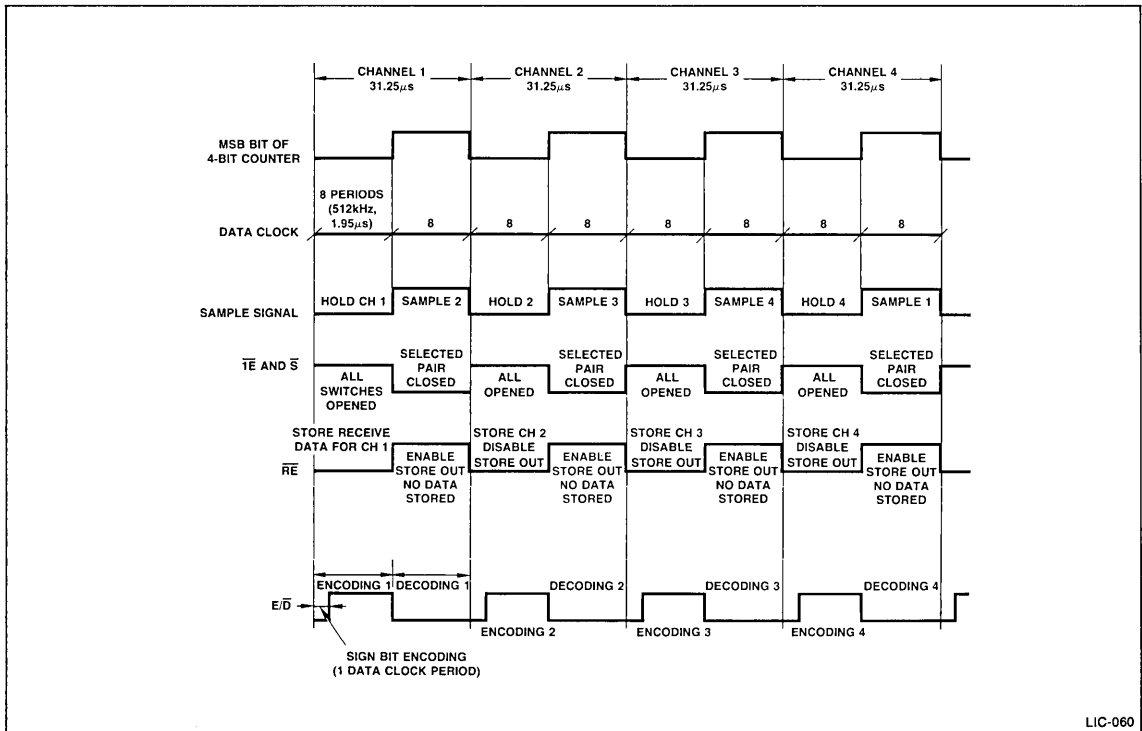 CHANNEL 1
31.25µs
CHANNEL 2
31.25µs
CHANNEL 3
31.25µs
CHANNEL 4
31.25µs
MSB BIT OF
4-BIT COUNTER
8 PERIODS
(512kHz,
1.95µs)
DATA CLOCK
8 8 8 8 8 8 8
SAMPLE SIGNAL
HOLD CH 1 SAMPLE 2 HOLD 2 SAMPLE 3 HOLD 3 SAMPLE 4 HOLD 4 SAMPLE 1
1̅E̅ AND S̅
ALL
SWITCHES
OPENED
SELECTED
PAIR
CLOSED
ALL
OPENED
SELECTED
PAIR
CLOSED
ALL
OPENED
SELECTED
PAIR
CLOSED
ALL
OPENED
SELECTED
PAIR
CLOSED
R̅E̅
STORE RECEIVE
DATA FOR CH 1
ENABLE
STORE OUT
NO DATA
STORED
STORE CH 2
DISABLE
STORE OUT
ENABLE
STORE OUT
NO DATA
STORED
STORE CH 3
DISABLE
STORE OUT
ENABLE
STORE OUT
NO DATA
STORED
STORE CH 4
DISABLE
STORE OUT
ENABLE
STORE OUT
NO DATA
STORED
E/D̅
ENCODING 1 DECODING 1
ENCODING 2
DECODING 2
ENCODING 3
DECODING 3
ENCODING 4
DECODING 4
SIGN BIT ENCODING
(1 DATA CLOCK PERIOD)
LIC-060